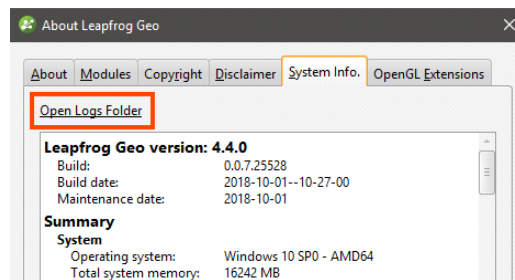 About Leapfrog Geo
About Modules Copyright Disclaimer System Info. OpenGL Extensions
Open Logs Folder
Leapfrog Geo version: 4.4.0
Build: 0.0.7.25528
Build date: 2018-10-01--10-27-00
Maintenance date: 2018-10-01
Summary
System
Operating system: Windows 10 SP0 - AMD64
Total system memory: 16242 MB